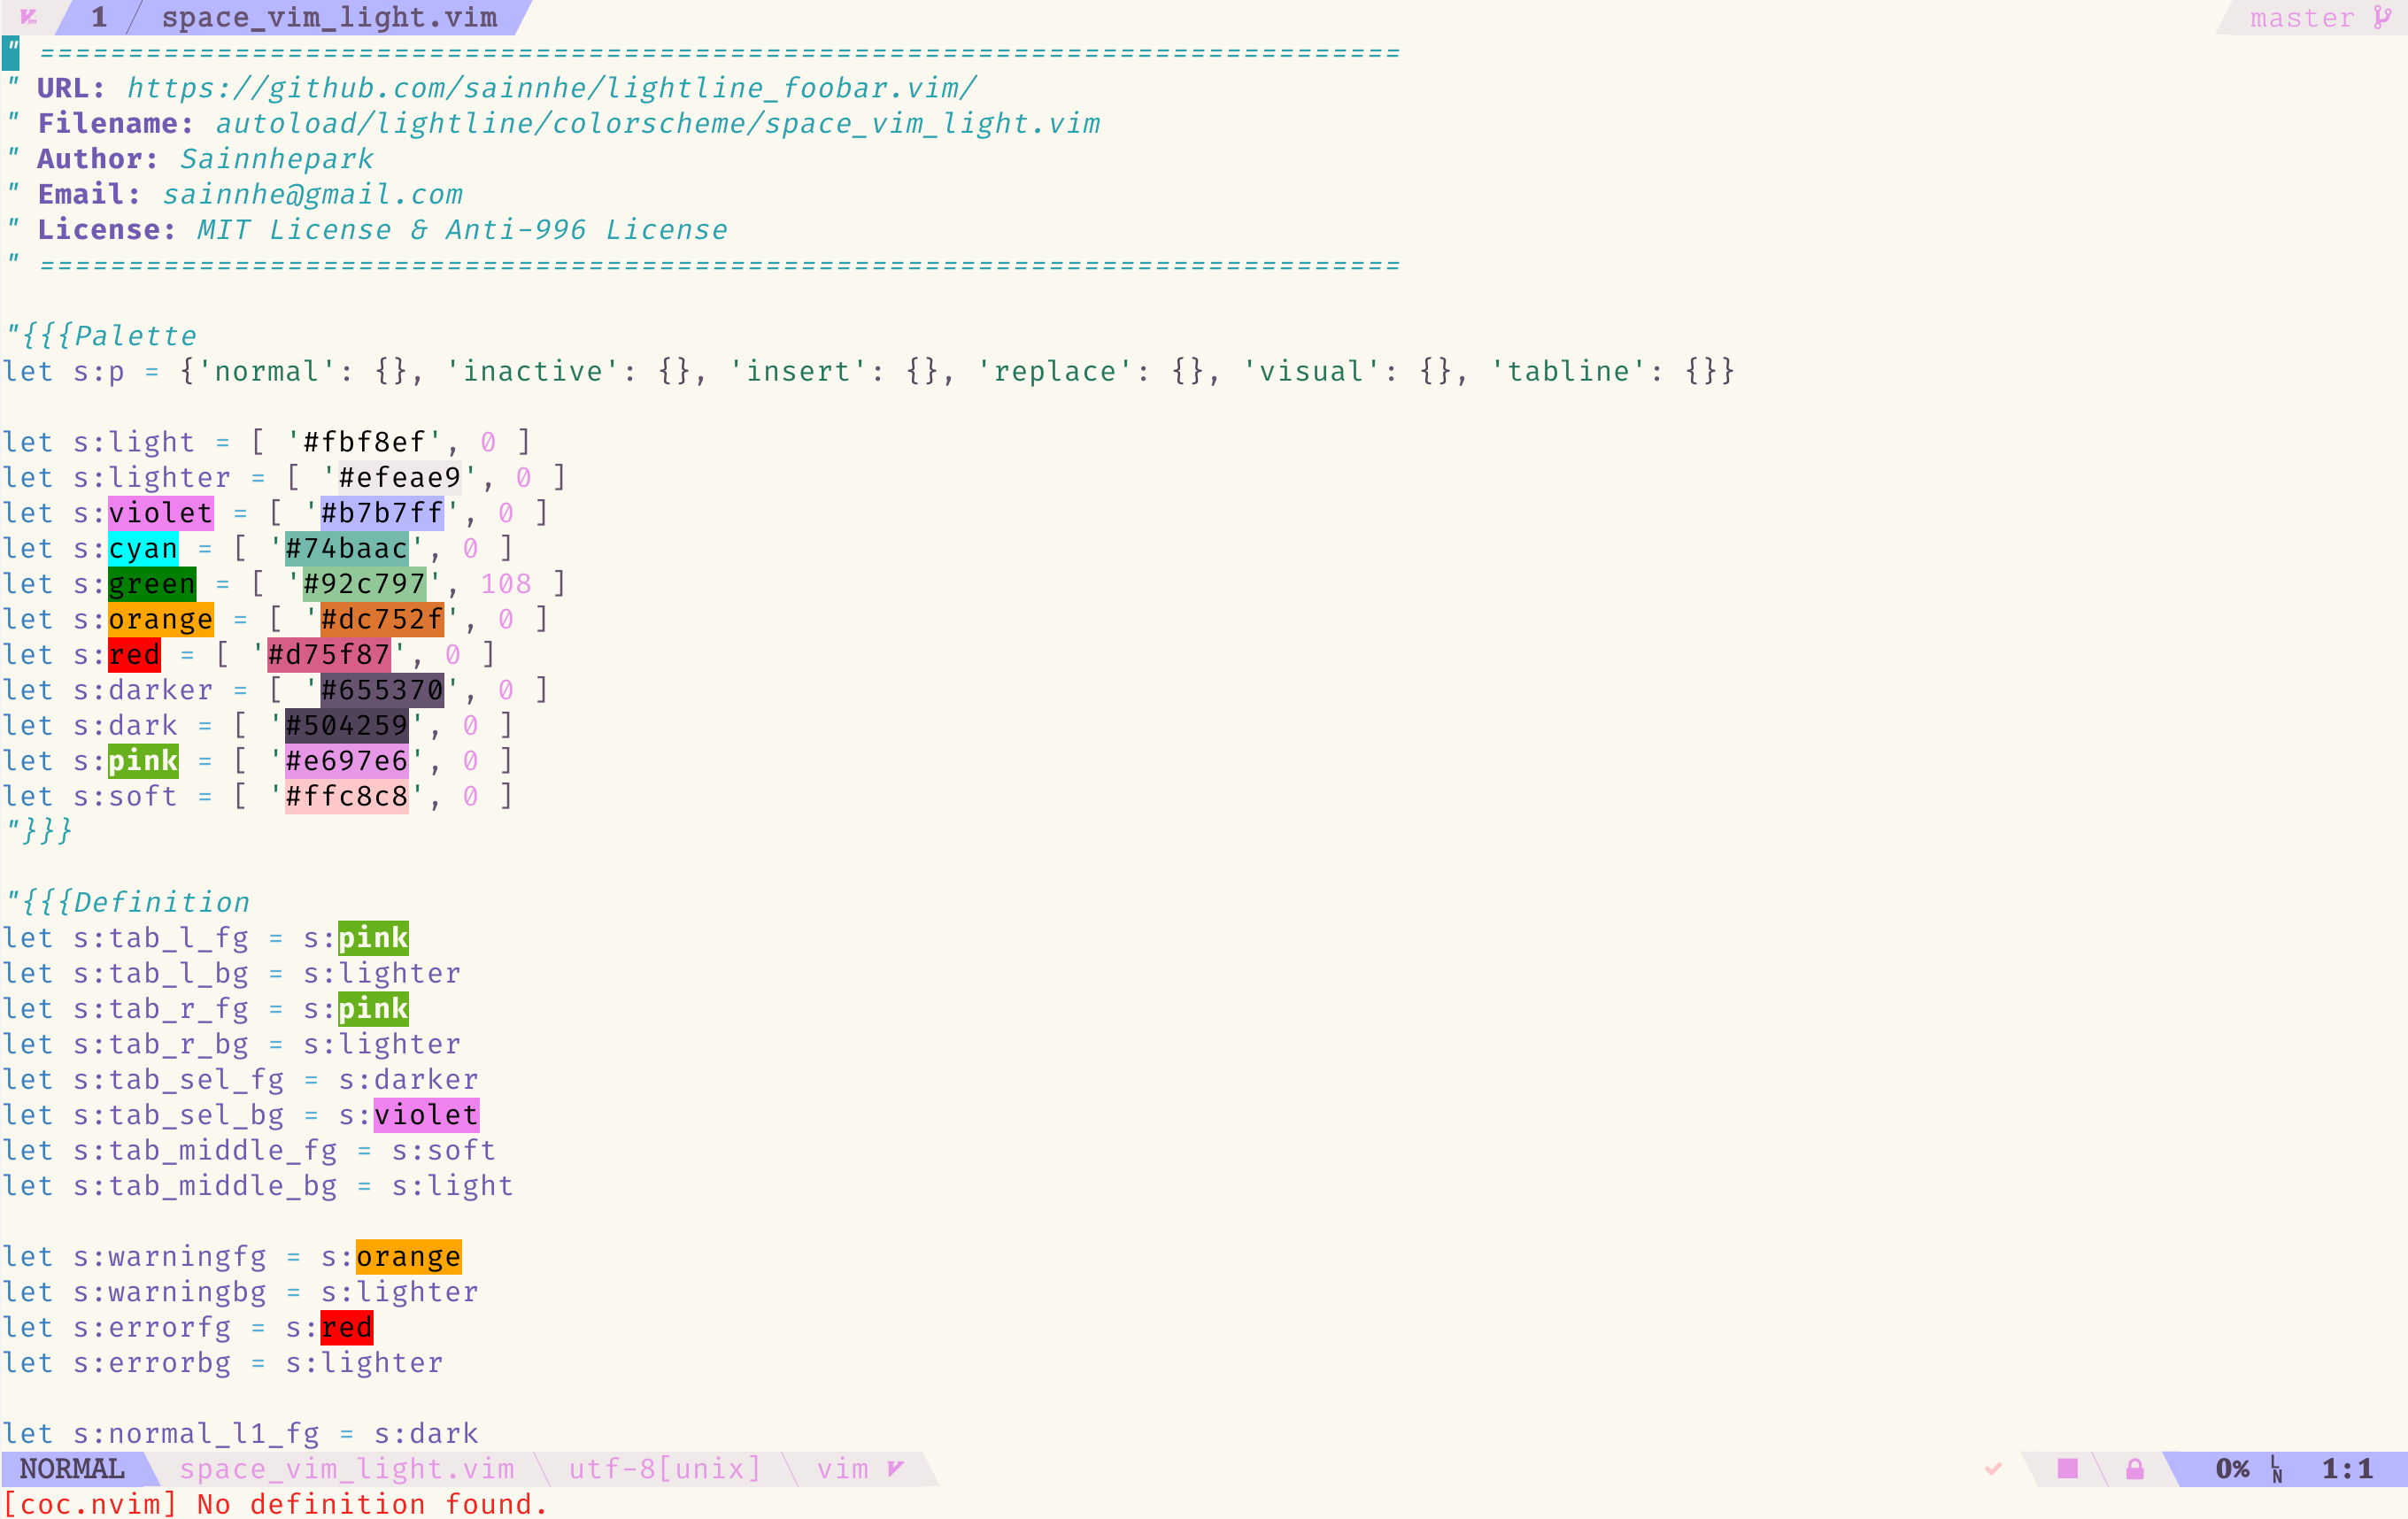 1 space_vim_light.vim master
" =============================================================================
" URL: https://github.com/sainnhe/lightline_foobar.vim/
" Filename: autoload/lightline/colorscheme/space_vim_light.vim
" Author: Sainnhepark
" Email: sainnhe@gmail.com
" License: MIT License & Anti-996 License
" =============================================================================
"{{{Palette
let s:p = {'normal': {}, 'inactive': {}, 'insert': {}, 'replace': {}, 'visual': {}, 'tabline': {}}
let s:light = [ '#fbf8ef', 0 ]
let s:lighter = [ '#efeae9', 0 ]
let s:violet = [ '#b7b7ff', 0 ]
let s:cyan = [ '#74baac', 0 ]
let s:green = [ '#92c797', 108 ]
let s:orange = [ '#dc752f', 0 ]
let s:red = [ '#d75f87', 0 ]
let s:darker = [ '#655370', 0 ]
let s:dark = [ '#504259', 0 ]
let s:pink = [ '#e697e6', 0 ]
let s:soft = [ '#ffc8c8', 0 ]
"}}}
"{{{Definition
let s:tab_l_fg = s:pink
let s:tab_l_bg = s:lighter
let s:tab_r_fg = s:pink
let s:tab_r_bg = s:lighter
let s:tab_sel_fg = s:darker
let s:tab_sel_bg = s:violet
let s:tab_middle_fg = s:soft
let s:tab_middle_bg = s:light
let s:warningfg = s:orange
let s:warningbg = s:lighter
let s:errorfg = s:red
let s:errorbg = s:lighter
let s:normal_l1_fg = s:dark
NORMAL space_vim_light.vim utf-8[unix] vim 0% LN 1:1
[coc.nvim] No definition found.